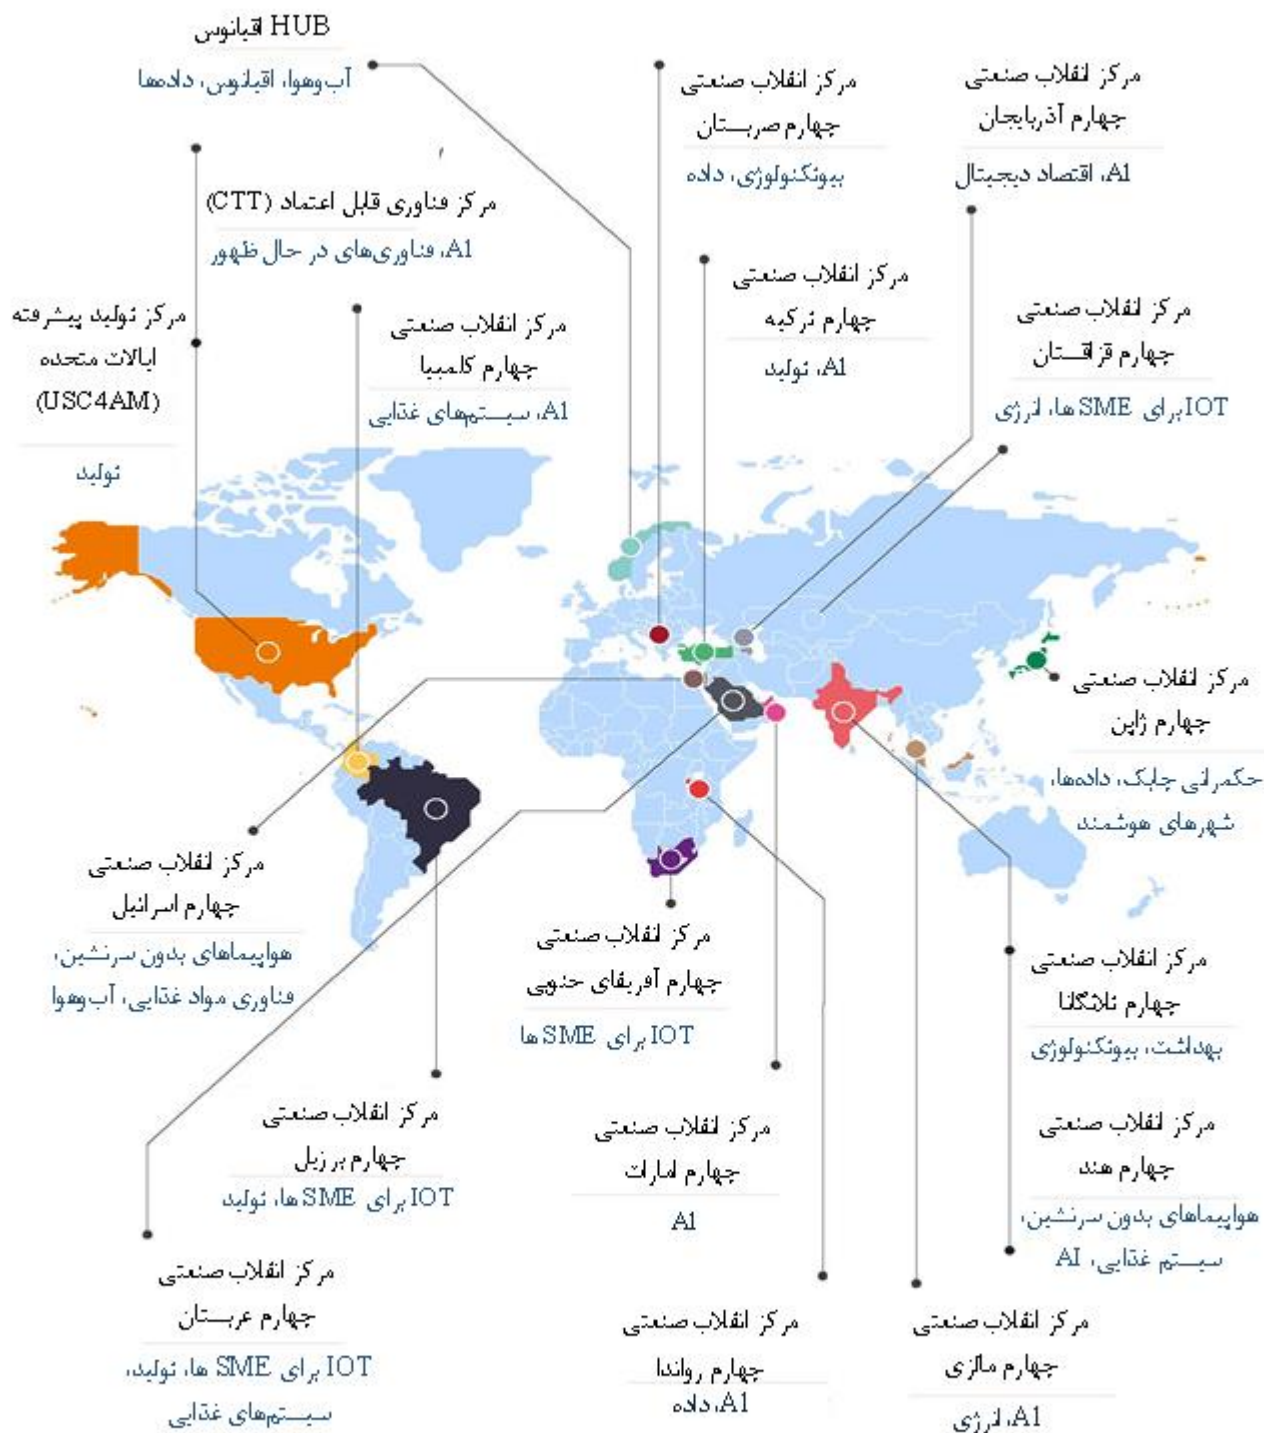 HUB اقیانوس
آب‌وهوا، اقیانوس، داده‌ها
مرکز انقلاب صنعتی
چهارم صربستان
بیوتکنولوژی، داده
مرکز انقلاب صنعتی
چهارم آذربایجان
AI، اقتصاد دیجیتال
مرکز فناوری قابل اعتماد (CTT)
AI، فناوری‌های در حال ظهور
مرکز انقلاب صنعتی
چهارم ترکیه
AI، تولید
مرکز تولید پیشرفته
ایالات متحده
(USC4AM)
تولید
مرکز انقلاب صنعتی
چهارم کلمبیا
AI، سیستم‌های غذایی
مرکز انقلاب صنعتی
چهارم قزاقستان
IOT برای SME ها، انرژی
مرکز انقلاب صنعتی
چهارم ژاپن
حکمرانی چابک، داده‌ها،
شهرهای هوشمند
مرکز انقلاب صنعتی
چهارم اسرائیل
هواپیماهای بدون سرنشین،
فناوری مواد غذایی، آب‌وهوا
مرکز انقلاب صنعتی
چهارم آفریقای جنوبی
IOT برای SME ها
مرکز انقلاب صنعتی
چهارم تلانگانا
بهداشت، بیوتکنولوژی
مرکز انقلاب صنعتی
چهارم برزیل
IOT برای SME ها، تولید
مرکز انقلاب صنعتی
چهارم امارات
AI
مرکز انقلاب صنعتی
چهارم هند
هواپیماهای بدون سرنشین،
سیستم غذایی، AI
مرکز انقلاب صنعتی
چهارم عربستان
IOT برای SME ها، تولید،
سیستم‌های غذایی
مرکز انقلاب صنعتی
چهارم رواندا
AI، داده
مرکز انقلاب صنعتی
چهارم مالزی
AI، انرژی